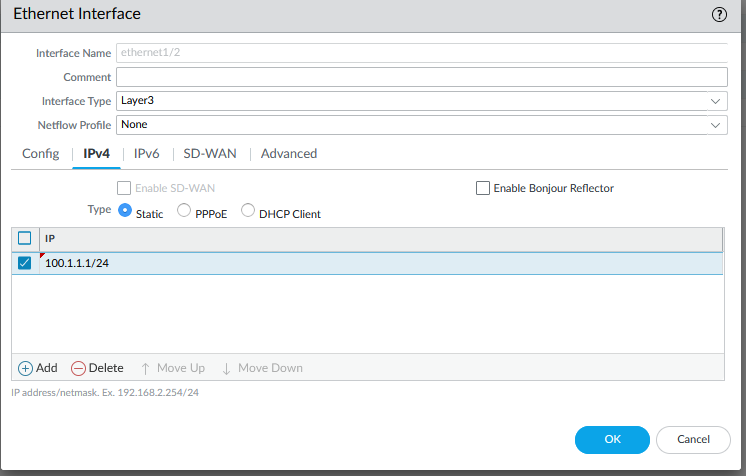 Ethernet Interface
Interface Name ethernet1/2
Comment
Interface Type Layer3
Netflow Profile None
Config IPv4 IPv6 SD-WAN Advanced
Enable SD-WAN Enable Bonjour Reflector
Type Static PPPoE DHCP Client
IP
100.1.1.1/24
Add Delete Move Up Move Down
IP address/netmask. Ex. 192.168.2.254/24
OK Cancel